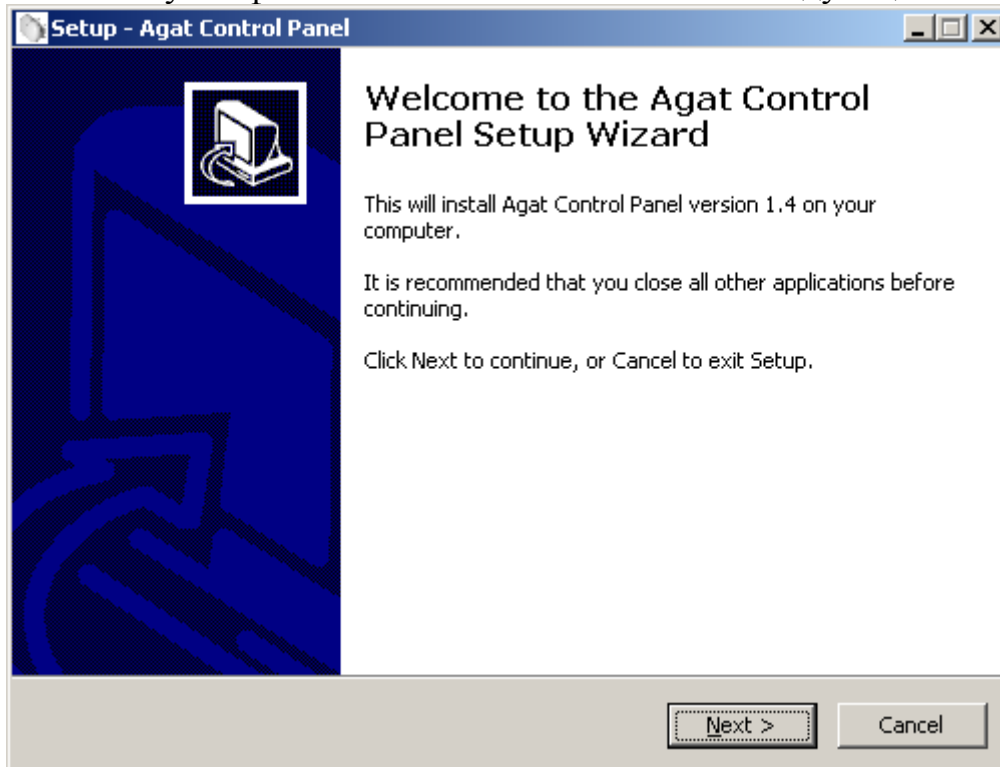 Setup - Agat Control Panel
Welcome to the Agat Control
Panel Setup Wizard
This will install Agat Control Panel version 1.4 on your
computer.
It is recommended that you close all other applications before
continuing.
Click Next to continue, or Cancel to exit Setup.
Next >
Cancel